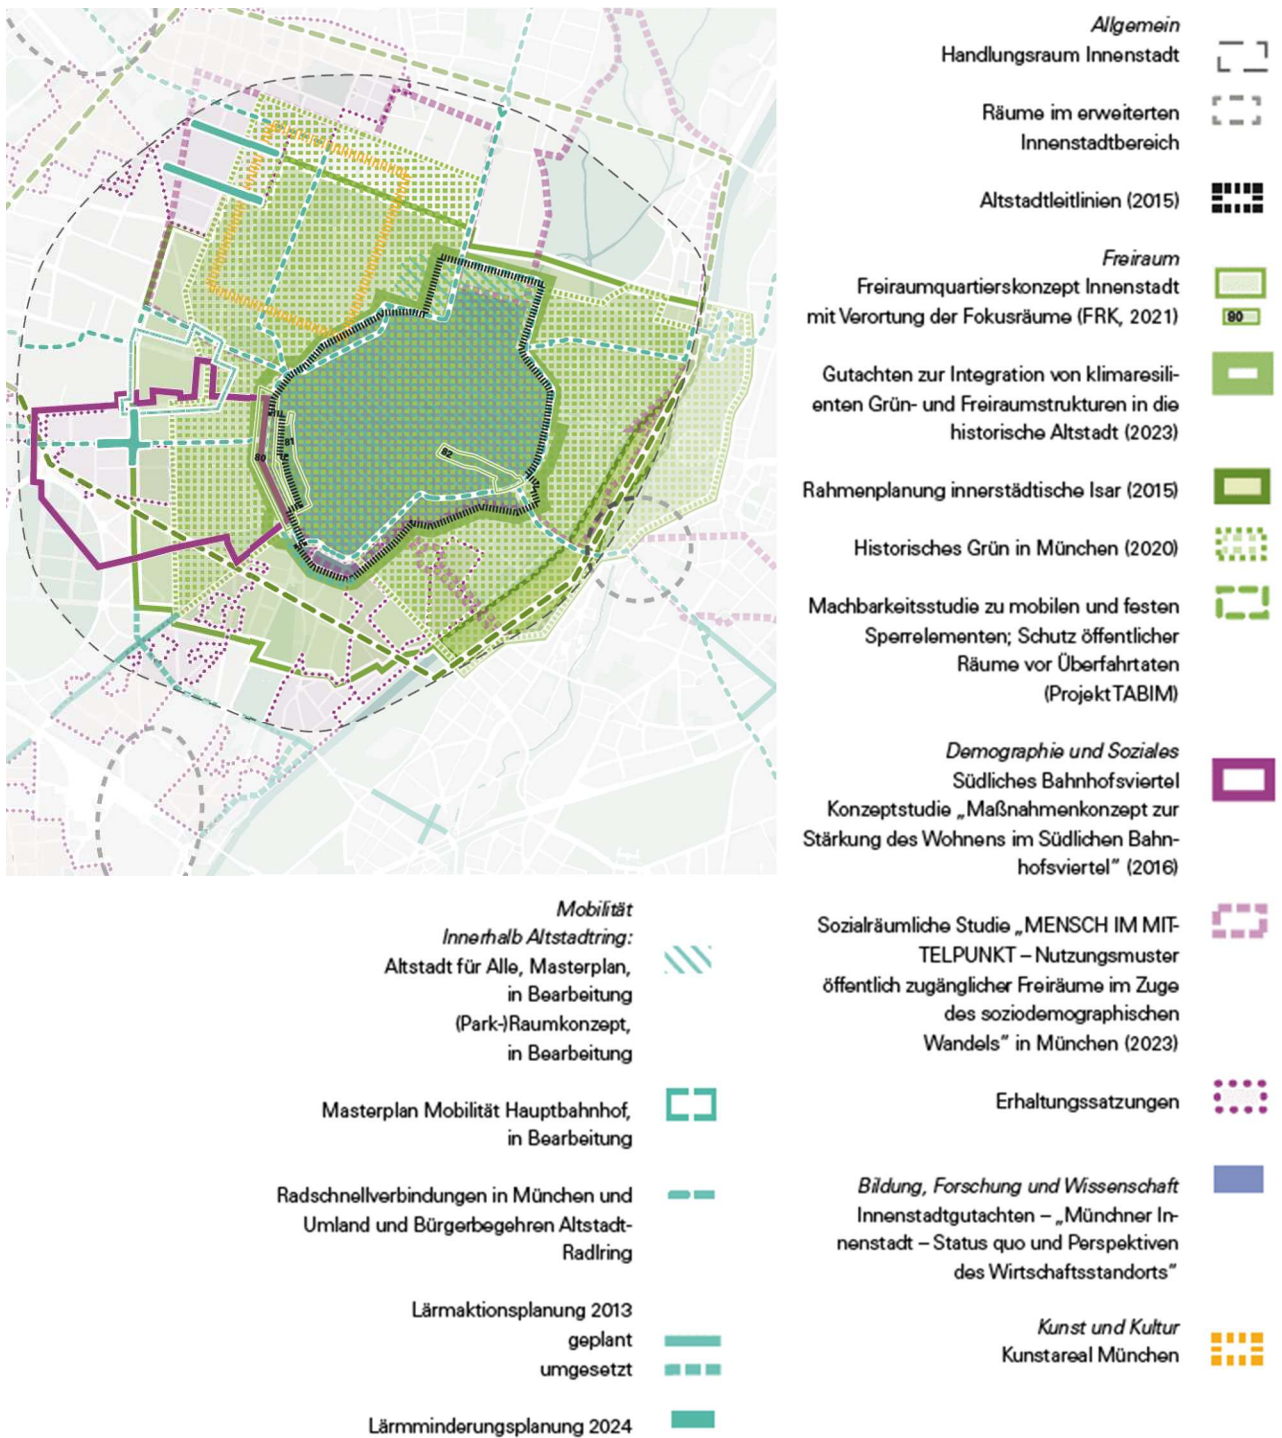 81
80
82
Allgemein
Handlungsraum Innenstadt
Räume im erweiterten
Innenstadtbereich
Altstadtleitlinien (2015)
Freiraum
Freiraumquartierskonzept Innenstadt
mit Verortung der Fokusräume (FRK, 2021)
80
Gutachten zur Integration von klimaresili-
enten Grün- und Freiraumstrukturen in die
historische Altstadt (2023)
Rahmenplanung innerstädtische Isar (2015)
Historisches Grün in München (2020)
Machbarkeitsstudie zu mobilen und festen
Sperrelementen; Schutz öffentlicher
Räume vor Überfahrtaten
(Projekt TABIM)
Demographie und Soziales
Südliches Bahnhofsviertel
Konzeptstudie „Maßnahmenkonzept zur
Stärkung des Wohnens im Südlichen Bahn-
hofsviertel" (2016)
Sozialräumliche Studie „MENSCH IM MIT-
TELPUNKT – Nutzungsmuster
öffentlich zugänglicher Freiräume im Zuge
des soziodemographischen
Wandels" in München (2023)
Erhaltungssatzungen
Bildung, Forschung und Wissenschaft
Innenstadtgutachten – „Münchner In-
nenstadt – Status quo und Perspektiven
des Wirtschaftsstandorts"
Kunst und Kultur
Kunstareal München
Mobilität
Innerhalb Altstadtring:
Altstadt für Alle, Masterplan,
in Bearbeitung
(Park-)Raumkonzept,
in Bearbeitung
Masterplan Mobilität Hauptbahnhof,
in Bearbeitung
Radschnellverbindungen in München und
Umland und Bürgerbegehren Altstadt-
Radlring
Lärmaktionsplanung 2013
geplant
umgesetzt
Lärmminderungsplanung 2024